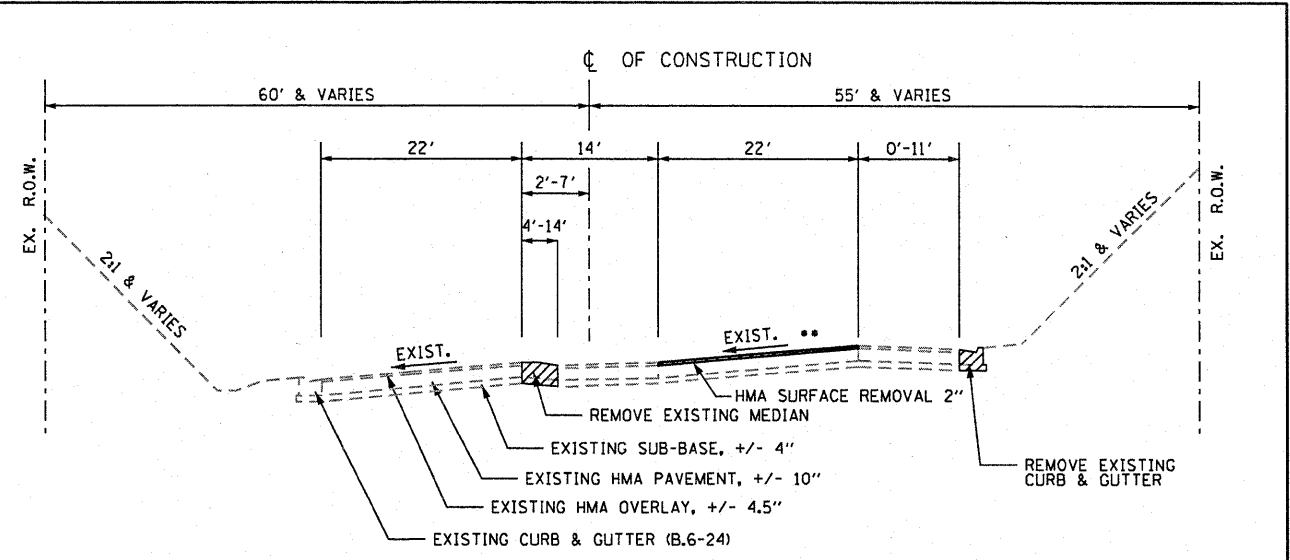 ℄ OF CONSTRUCTION
60' & VARIES
55' & VARIES
22'
14'
22'
0'-11'
2'-7'
4'-14'
EX. R.O.W.
EX. R.O.W.
2:1 & VARIES
2:1 & VARIES
EXIST.
EXIST.
**
HMA SURFACE REMOVAL 2"
REMOVE EXISTING MEDIAN
EXISTING SUB-BASE, +/- 4"
EXISTING HMA PAVEMENT, +/- 10"
EXISTING HMA OVERLAY, +/- 4.5"
EXISTING CURB & GUTTER (B.6-24)
REMOVE EXISTING
CURB & GUTTER